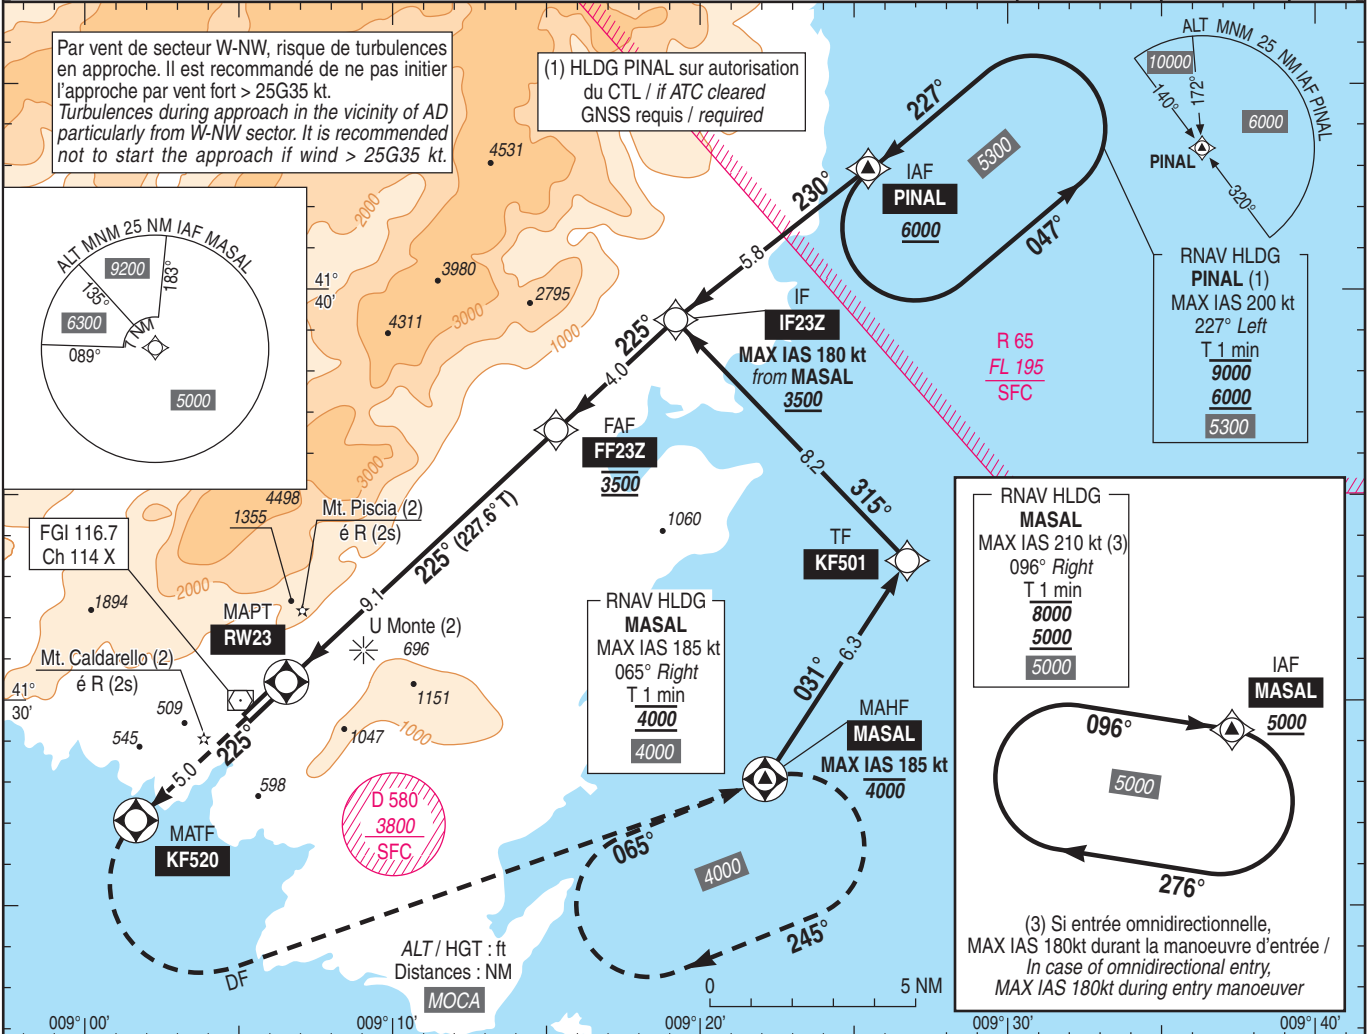 Par vent de secteur W-NW, risque de turbulences
en approche. Il est recommandé de ne pas initier
l'approche par vent fort > 25G35 kt.
Turbulences during approach in the vicinity of AD
particularly from W-NW sector. It is recommended
not to start the approach if wind > 25G35 kt.
(1) HLDG PINAL sur autorisation
du CTL / if ATC cleared
GNSS requis / required
ALT MNM 25 NM IAF PINAL
10000
172°
140°
6000
PINAL
320°
227°
5300
047°
IAF
PINAL
6000
230°
5.8
4531
2000
ALT MNM 25 NM IAF MASAL
9200
183°
135°
6300
7 NM
089°
5000
41°
40'
3980
4311
2795
3000
1000
225°
4.0
IF
IF23Z
MAX IAS 180 kt
from MASAL
3500
RNAV HLDG
PINAL (1)
MAX IAS 200 kt
227° Left
T 1 min
9000
6000
5300
R 65
FL 195
SFC
FAF
FF23Z
3500
8.2
315°
3000
4498
1355
Mt. Piscia (2)
é R (2s)
FGI 116.7
Ch 114 X
225° (227.6° T)
1060
TF
KF501
2000
1894
9.1
MAPT
RW23
U Monte (2)
696
Mt. Caldarello (2)
é R (2s)
41°
30'
509
545
1151
1047
1000
598
225°
5.0
RNAV HLDG
MASAL
MAX IAS 185 kt
065° Right
T 1 min
4000
4000
031°
6.3
MAHF
MASAL
MAX IAS 185 kt
4000
RNAV HLDG
MASAL
MAX IAS 210 kt (3)
096° Right
T 1 min
8000
5000
5000
IAF
MASAL
5000
096°
5000
276°
(3) Si entrée omnidirectionnelle,
MAX IAS 180kt durant la manoeuvre d'entrée /
In case of omnidirectional entry,
MAX IAS 180kt during entry manoeuver
MATF
KF520
D 580
3800
SFC
065°
4000
245°
DF
ALT / HGT : ft
Distances : NM
MOCA
0
5 NM
009° 00'
009° 10'
009° 20'
009° 30'
009° 40'